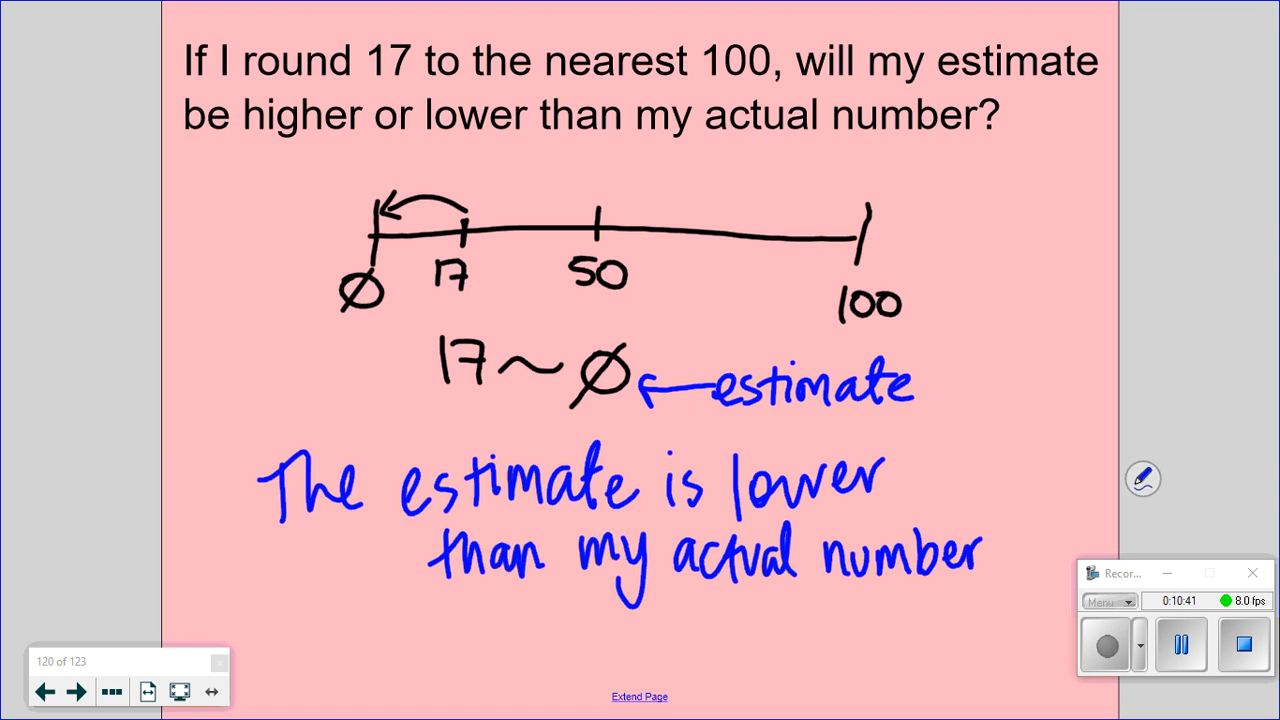 If I round 17 to the nearest 100, will my estimate
be higher or lower than my actual number?
Ø 17 50 100
17 ~ Ø ← estimate
The estimate is lower
than my actual number
Recor...
Menu 0:10:41 8.0 fps
120 of 123
Extend Page